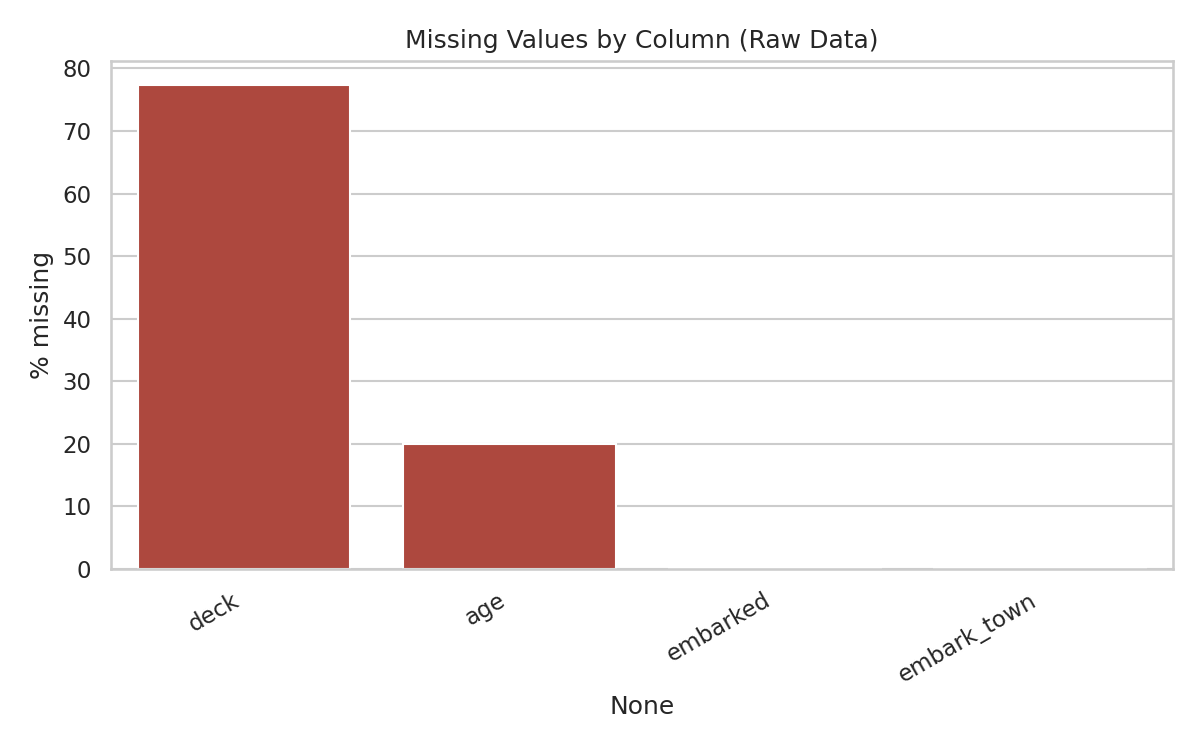 Missing Values by Column (Raw Data)
80
70
60
50
40
30
20
10
0
% missing
deck
age
embarked
embark_town
None